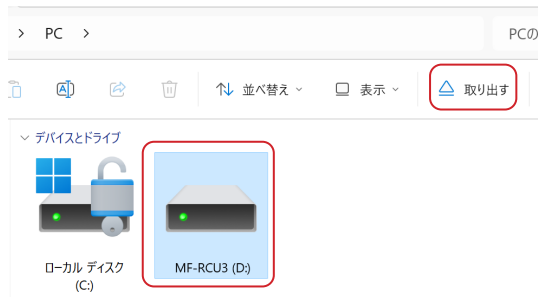 > PC >
PCの
並べ替え
表示
取り出す
デバイスとドライブ
ローカル ディスク
(C:)
MF-RCU3 (D:)